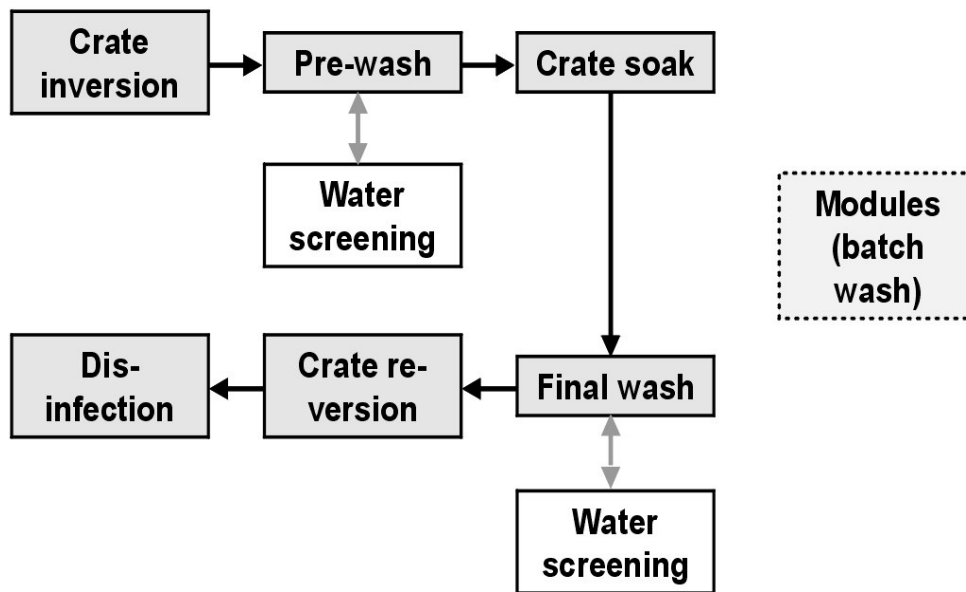 Crate
inversion
Pre-wash
Crate soak
Water
screening
Modules
(batch
wash)
Dis-
infection
Crate re-
version
Final wash
Water
screening